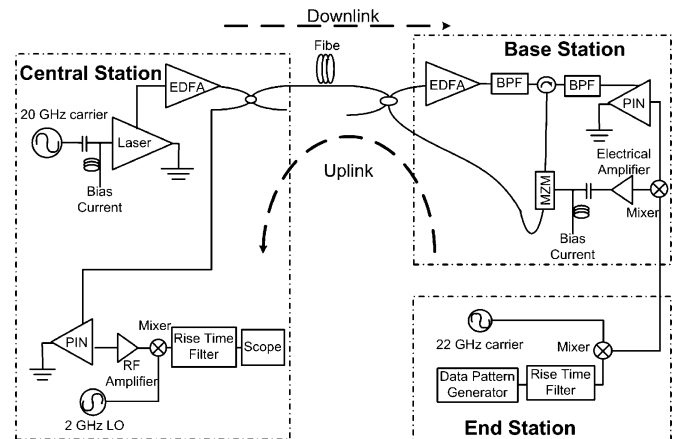 Downlink
Fibe
Base Station
Central Station
EDFA
EDFA
BPF
BPF
PIN
20 GHz carrier
Laser
Bias
Current
Uplink
Electrical
Amplifier
MZM
Mixer
Bias
Current
PIN
RF
Amplifier
Mixer
Rise Time
Filter
Scope
2 GHz LO
22 GHz carrier
Mixer
Data Pattern
Generator
Rise Time
Filter
End Station